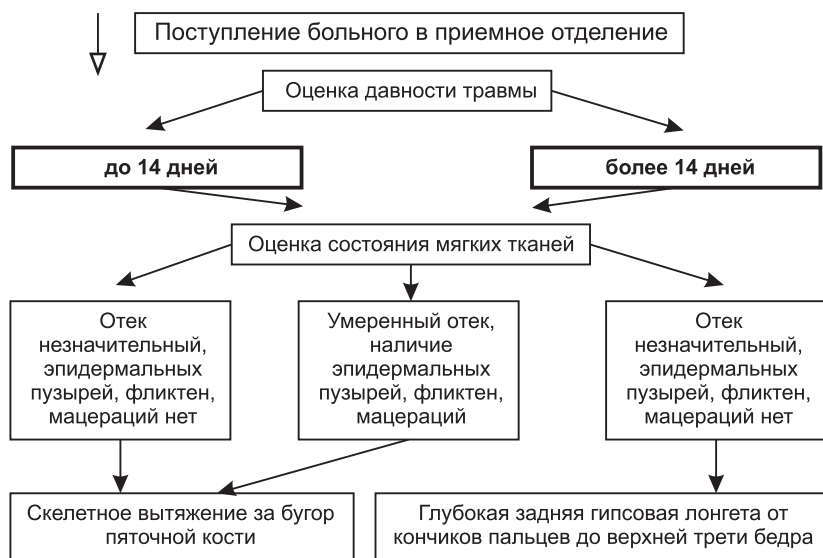 Поступление больного в приемное отделение
Оценка давности травмы
до 14 дней
более 14 дней
Оценка состояния мягких тканей
Отек
незначительный,
эпидермальных
пузырей, фликтен,
мацераций нет
Умеренный отек,
наличие
эпидермальных
пузырей, фликтен,
мацераций
Отек
незначительный,
эпидермальных
пузырей, фликтен,
мацераций нет
Скелетное вытяжение за бугор
пяточной кости
Глубокая задняя гипсовая лонгета от
кончиков пальцев до верхней трети бедра